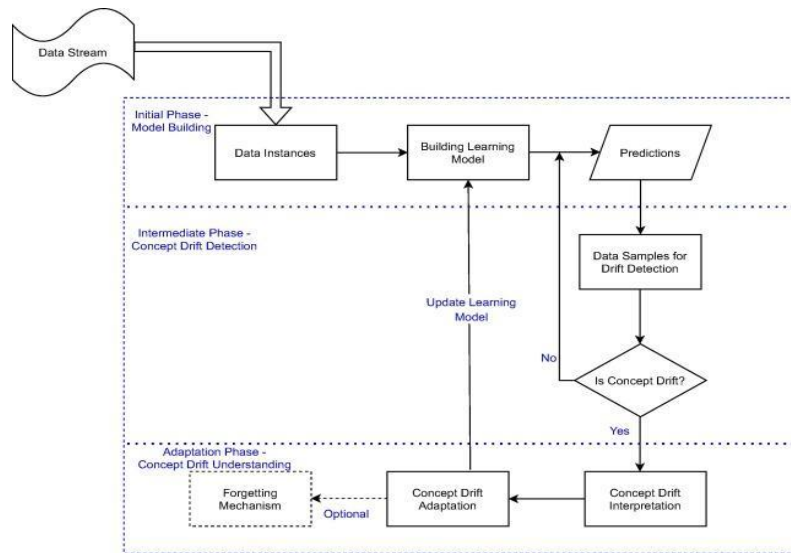 Data Stream
Initial Phase -
Model Building
Data Instances
Building Learning
Model
Predictions
Intermediate Phase -
Concept Drift Detection
Data Samples for
Drift Detection
Update Learning
Model
No
Is Concept Drift?
Yes
Adaptation Phase -
Concept Drift Understanding
Forgetting
Mechanism
Optional
Concept Drift
Adaptation
Concept Drift
Interpretation